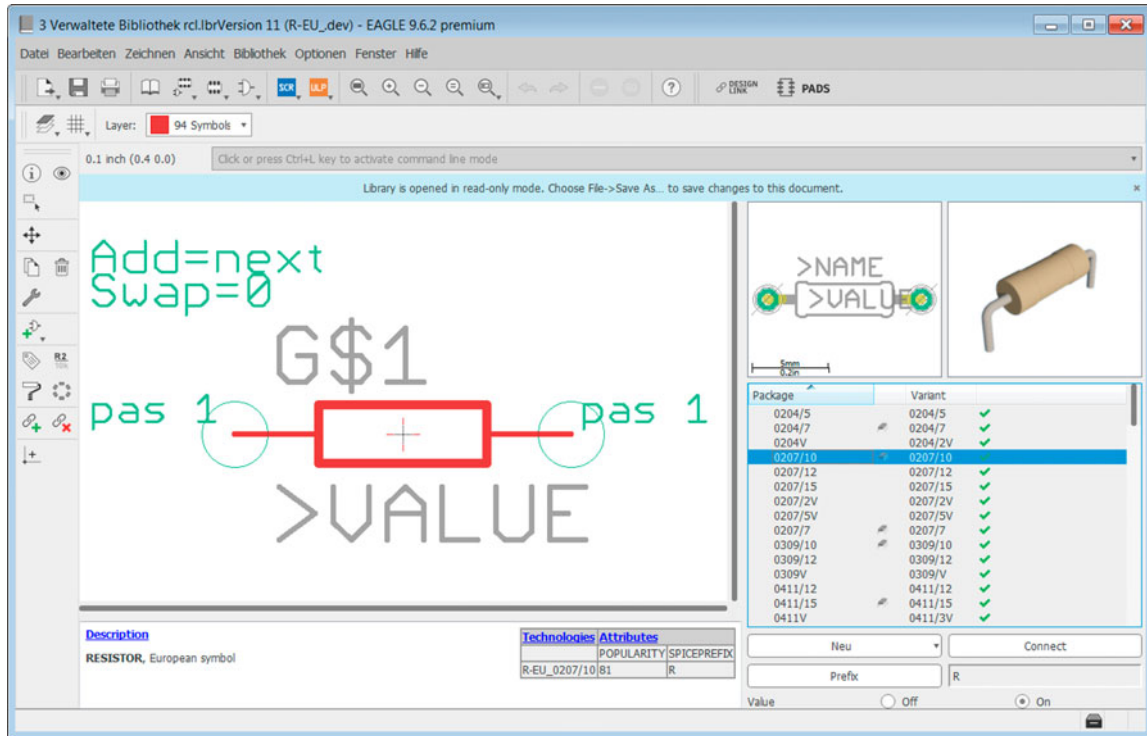 3 Verwaltete Bibliothek rcl.lbrVersion 11 (R-EU_.dev) - EAGLE 9.6.2 premium
Datei Bearbeiten Zeichnen Ansicht Bibliothek Optionen Fenster Hilfe
SCR ULP ? DESIGN LINK PADS
Layer: 94 Symbols
0.1 inch (0.4 0.0) Click or press Ctrl+L key to activate command line mode
Library is opened in read-only mode. Choose File->Save As... to save changes to this document.
R2
Add=next
Swap=0
G$1
pas 1 pas 1
>VALUE
>NAME
>VALUE
5mm
0.2in
Package Variant
0204/5 0204/5
0204/7 0204/7
0204V 0204/2V
0207/10 0207/10
0207/12 0207/12
0207/15 0207/15
0207/2V 0207/2V
0207/5V 0207/5V
0207/7 0207/7
0309/10 0309/10
0309/12 0309/12
0309V 0309/V
0411/12 0411/12
0411/15 0411/15
0411V 0411/3V
Description
RESISTOR, European symbol
Technologies Attributes
POPULARITY SPICEPREFIX
R-EU_0207/10 81 R
Neu Connect
Prefix R
Value Off On